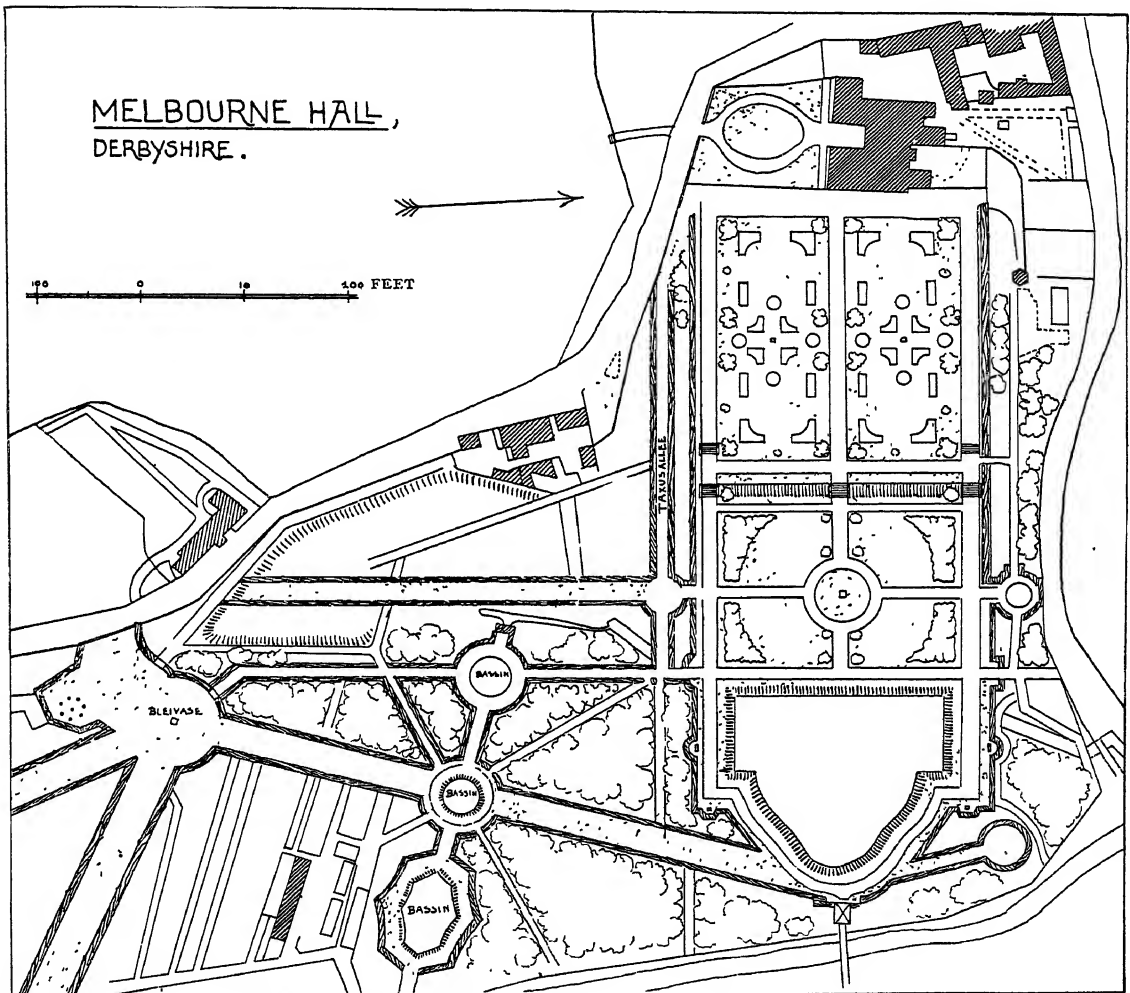 MELBOURNE HALL,
DERBYSHIRE.
100 0 10 100 FEET
TAXUSALLEE
BASSIN
BLEIVASE
BASSIN
BASSIN